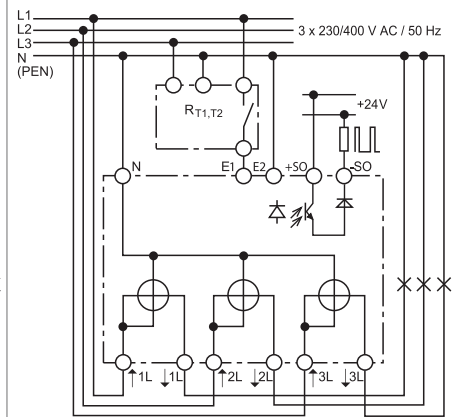 L1
L2
3 x 230/400 V AC / 50 Hz
L3
N
(PEN)
RT1,T2
+24V
N
E1
E2
+SO
-SO
↑1L
↓1L
↑2L
↓2L
↑3L
↓3L